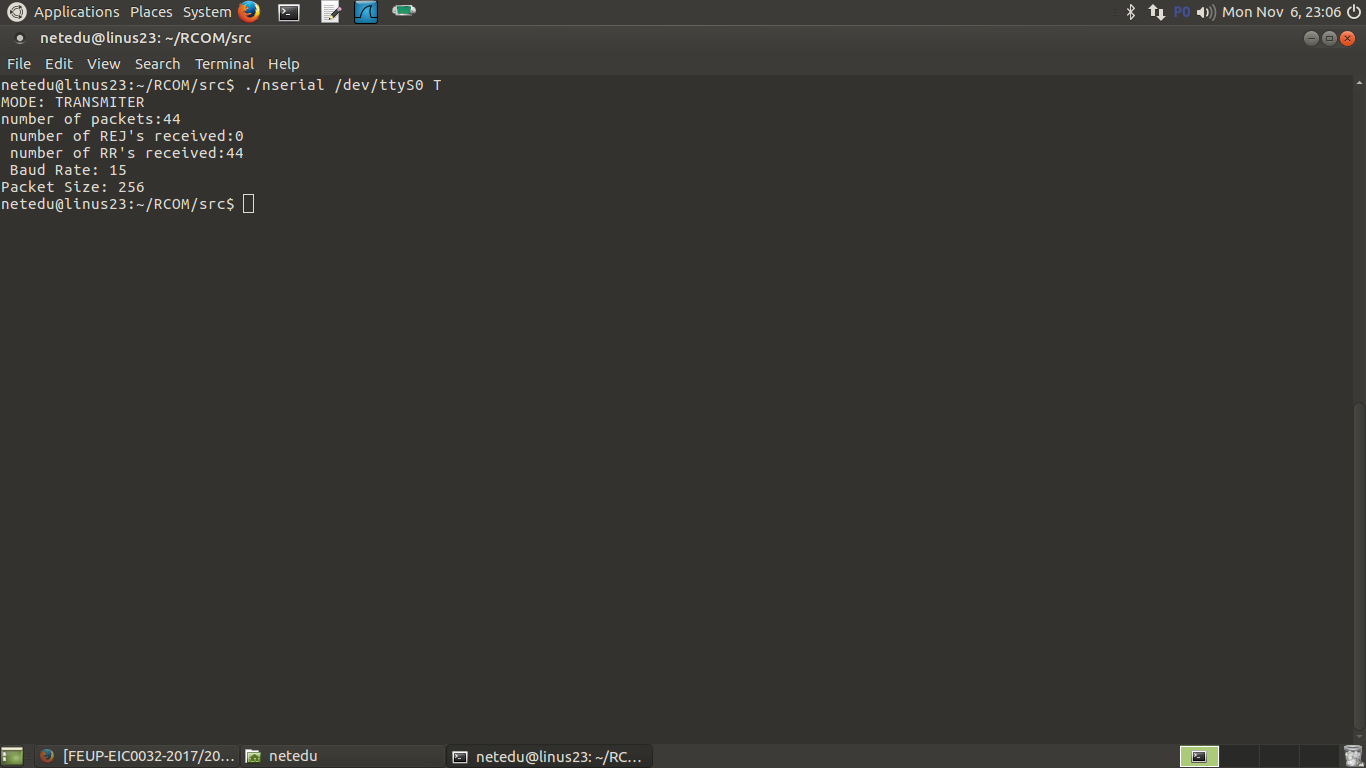 Applications Places System P0 Mon Nov 6, 23:06
netedu@linus23: ~/RCOM/src
File Edit View Search Terminal Help
netedu@linus23:~/RCOM/src$ ./nserial /dev/ttyS0 T
MODE: TRANSMITER
number of packets:44
number of REJ's received:0
number of RR's received:44
Baud Rate: 15
Packet Size: 256
netedu@linus23:~/RCOM/src$
[FEUP-EIC0032-2017/20... netedu netedu@linus23: ~/RC...